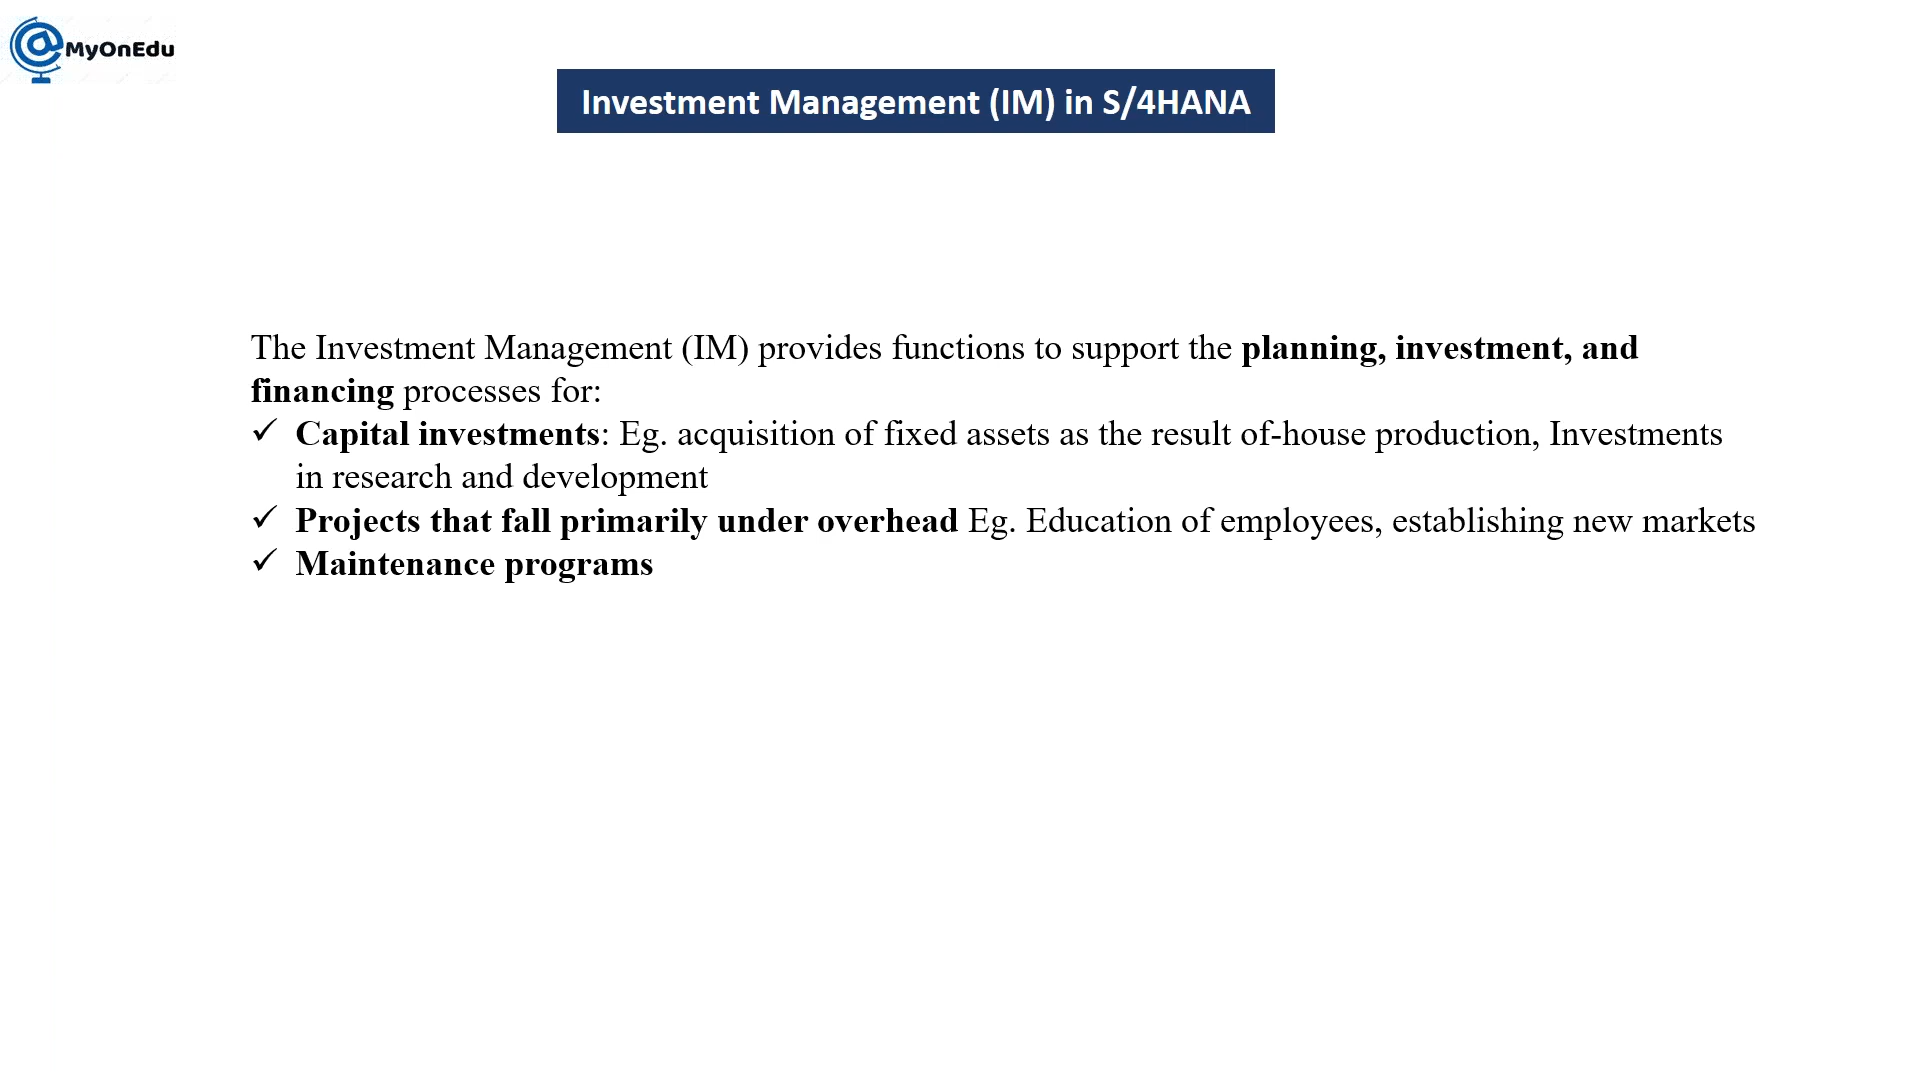 MyOnEdu
Investment Management (IM) in S/4HANA
The Investment Management (IM) provides functions to support the planning, investment, and
financing processes for:
✓ Capital investments: Eg. acquisition of fixed assets as the result of-house production, Investments
in research and development
✓ Projects that fall primarily under overhead Eg. Education of employees, establishing new markets
✓ Maintenance programs